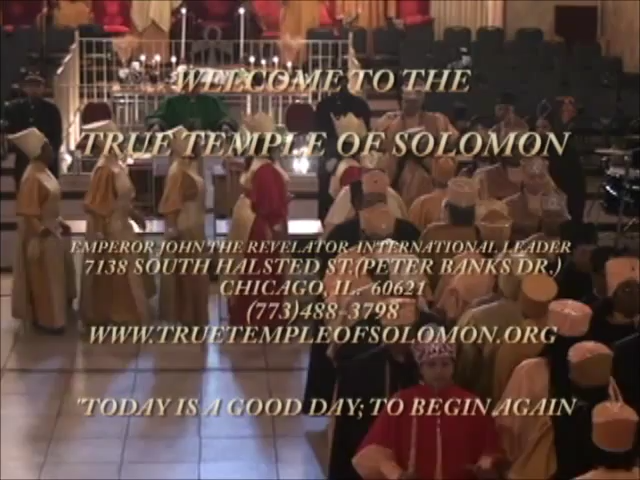 WELCOME TO THE
TRUE TEMPLE OF SOLOMON
EMPEROR JOHN THE REVELATOR-INTERNATIONAL LEADER
7138 SOUTH HALSTED ST.(PETER BANKS DR.)
CHICAGO, IL. 60621
(773)488-3798
WWW.TRUETEMPLEOFSOLOMON.ORG
"TODAY IS A GOOD DAY; TO BEGIN AGAIN